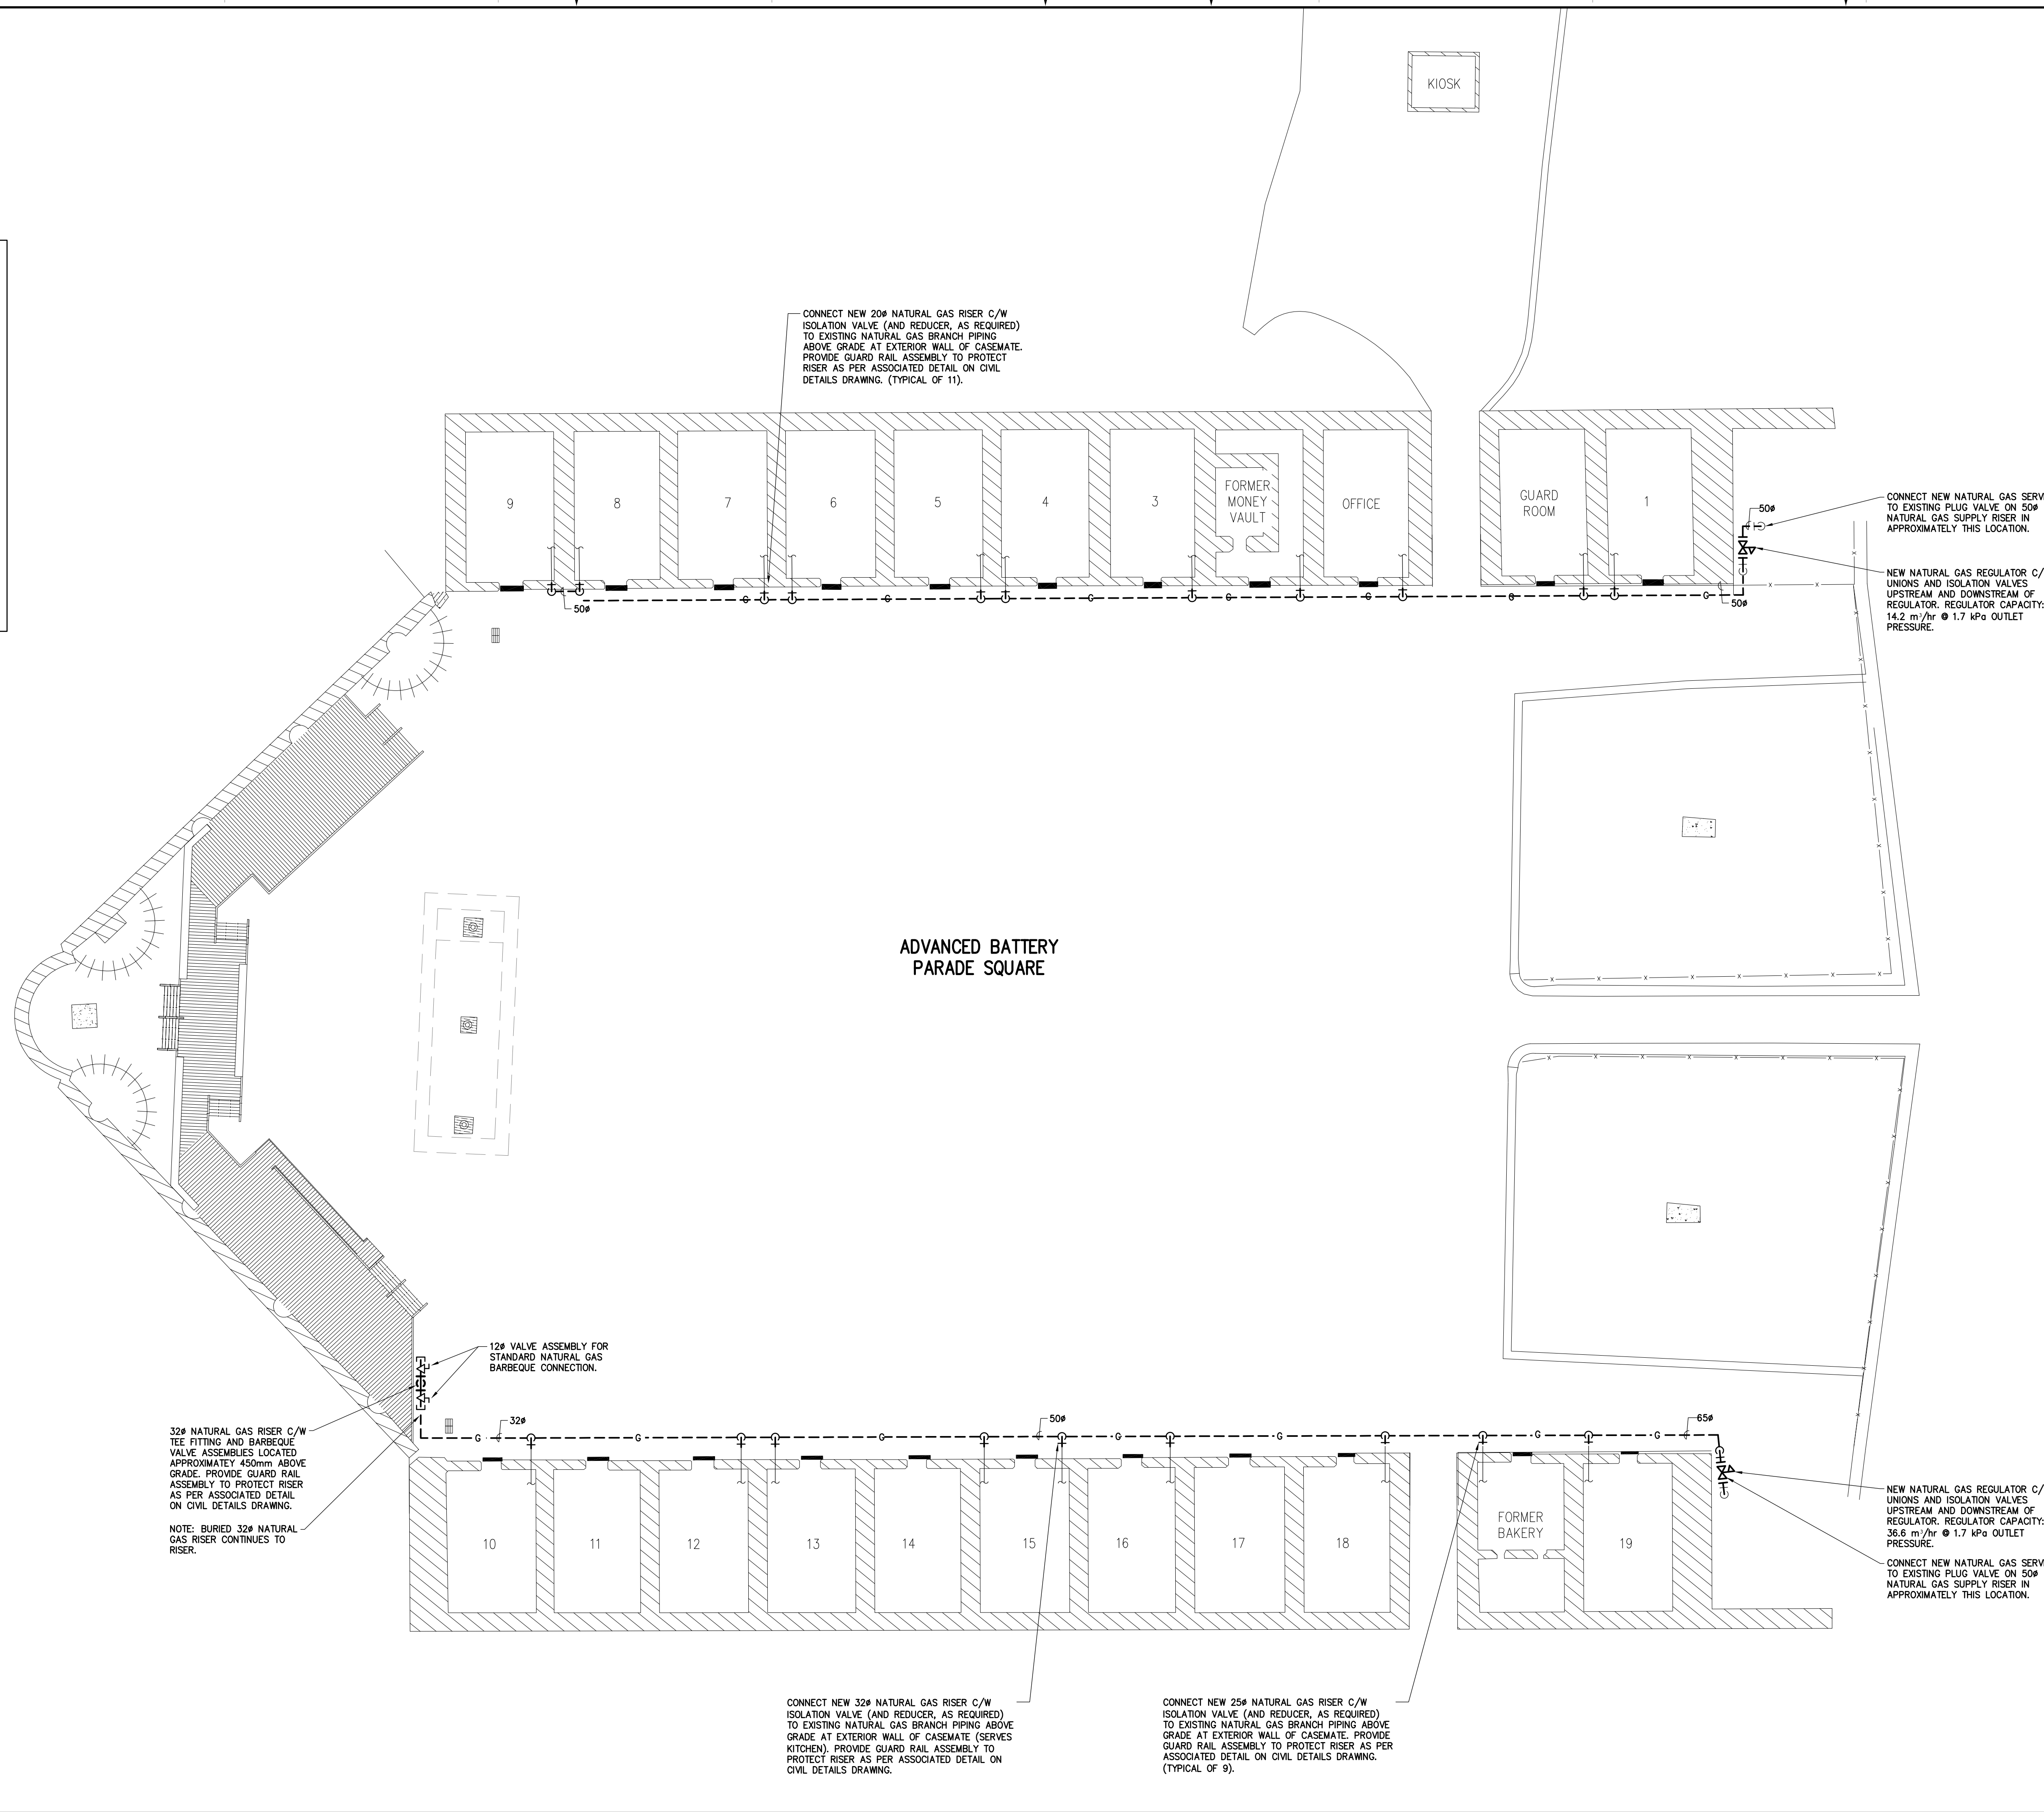 KIOSK
CONNECT NEW 20ø NATURAL GAS RISER C/W
ISOLATION VALVE (AND REDUCER, AS REQUIRED)
TO EXISTING NATURAL GAS BRANCH PIPING
ABOVE GRADE AT EXTERIOR WALL OF CASEMATE.
PROVIDE GUARD RAIL ASSEMBLY TO PROTECT
RISER AS PER ASSOCIATED DETAIL ON CIVIL
DETAILS DRAWING. (TYPICAL OF 11).
9
8
7
6
5
4
3
FORMER
MONEY
VAULT
OFFICE
GUARD
ROOM
1
50ø
CONNECT NEW NATURAL GAS
TO EXISTING PLUG VALVE ON 50ø
NATURAL GAS SUPPLY RISER IN
APPROXIMATELY THIS LOCATION.
NEW NATURAL GAS REGULATOR C/
UNIONS AND ISOLATION VALVES
UPSTREAM AND DOWNSTREAM OF
REGULATOR. REGULATOR CAPACITY:
14.2 m³/hr @ 1.7 kPa OUTLET
PRESSURE.
50ø
G G G G G G G
50ø
ADVANCED BATTERY
PARADE SQUARE
12ø VALVE ASSEMBLY FOR
STANDARD NATURAL GAS
BARBEQUE CONNECTION.
32ø NATURAL GAS RISER C/W
TEE FITTING AND BARBEQUE
VALVE ASSEMBLIES LOCATED
APPROXIMATEY 450mm ABOVE
GRADE. PROVIDE GUARD RAIL
ASSEMBLY TO PROTECT RISER
AS PER ASSOCIATED DETAIL
ON CIVIL DETAILS DRAWING.
NOTE: BURIED 32ø NATURAL
GAS RISER CONTINUES TO
RISER.
G
32ø
50ø
65ø
G G G G G G G G
10
11
12
13
14
15
16
17
18
FORMER
BAKERY
19
NEW NATURAL GAS REGULATOR C/
UNIONS AND ISOLATION VALVES
UPSTREAM AND DOWNSTREAM OF
REGULATOR. REGULATOR CAPACITY:
36.6 m³/hr @ 1.7 kPa OUTLET
PRESSURE.
CONNECT NEW NATURAL GAS
TO EXISTING PLUG VALVE ON 50ø
NATURAL GAS SUPPLY RISER IN
APPROXIMATELY THIS LOCATION.
CONNECT NEW 32ø NATURAL GAS RISER C/W
ISOLATION VALVE (AND REDUCER, AS REQUIRED)
TO EXISTING NATURAL GAS BRANCH PIPING ABOVE
GRADE AT EXTERIOR WALL OF CASEMATE (SERVES
KITCHEN). PROVIDE GUARD RAIL ASSEMBLY TO
PROTECT RISER AS PER ASSOCIATED DETAIL ON
CIVIL DETAILS DRAWING.
CONNECT NEW 25ø NATURAL GAS RISER C/W
ISOLATION VALVE (AND REDUCER, AS REQUIRED)
TO EXISTING NATURAL GAS BRANCH PIPING ABOVE
GRADE AT EXTERIOR WALL OF CASEMATE. PROVIDE
GUARD RAIL ASSEMBLY TO PROTECT RISER AS PER
ASSOCIATED DETAIL ON CIVIL DETAILS DRAWING.
(TYPICAL OF 9).